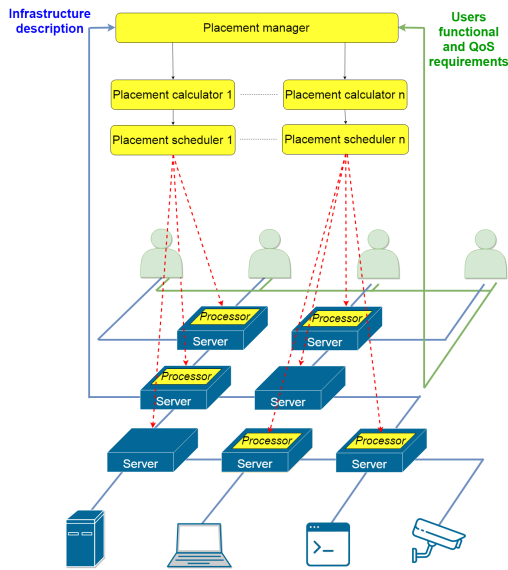 Infrastructure
description
Placement manager
Users
functional
and QoS
requirements
Placement calculator 1
Placement calculator n
Placement scheduler 1
Placement scheduler n
Processor
Server
Processor
Server
Processor
Server
Server
Server
Processor
Server
Processor
Server
>_